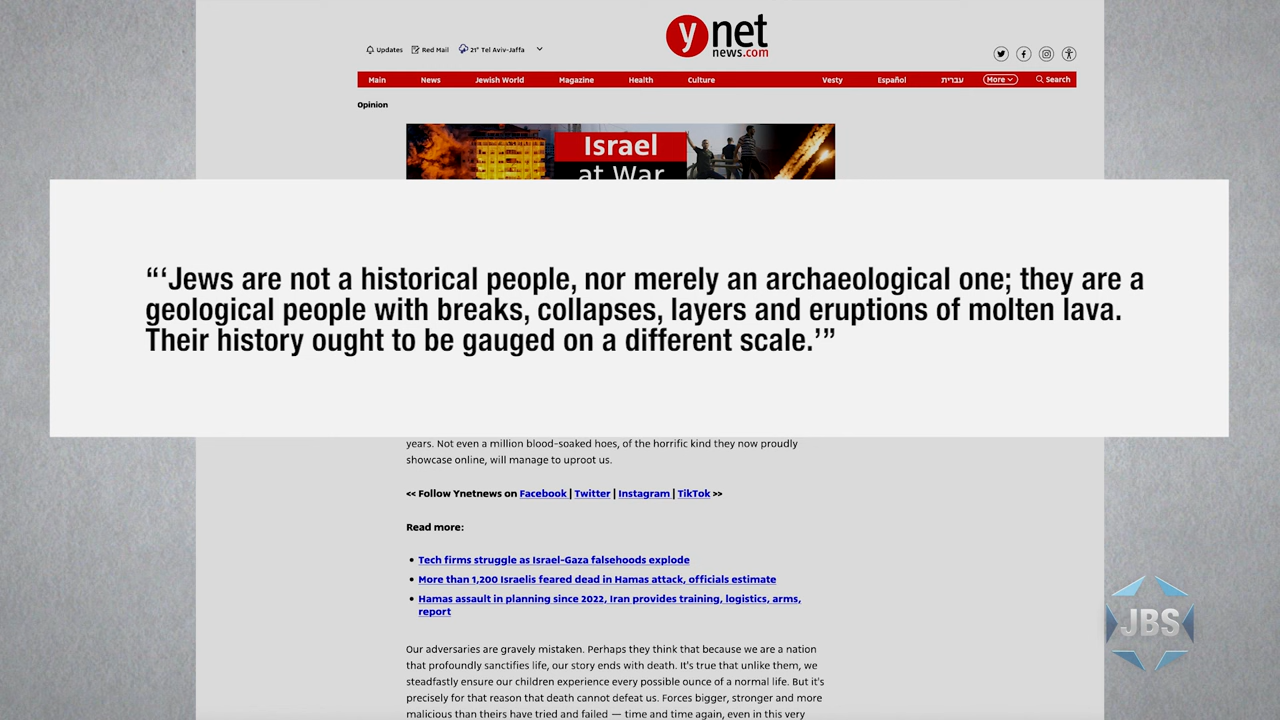 ynet
news.com
Updates Red Mail 21° Tel Aviv-Jaffa
Main News Jewish World Magazine Health Culture Vesty Español עברית More Search
Opinion
Israel
at War
“‘Jews are not a historical people, nor merely an archaeological one; they are a
geological people with breaks, collapses, layers and eruptions of molten lava.
Their history ought to be gauged on a different scale.’”
years. Not even a million blood-soaked hoes, of the horrific kind they now proudly
showcase online, will manage to uproot us.
<< Follow Ynetnews on Facebook | Twitter | Instagram | TikTok >>
Read more:
• Tech firms struggle as Israel-Gaza falsehoods explode
• More than 1,200 Israelis feared dead in Hamas attack, officials estimate
• Hamas assault in planning since 2022, Iran provides training, logistics, arms,
report
JBS
Our adversaries are gravely mistaken. Perhaps they think that because we are a nation
that profoundly sanctifies life, our story ends with death. It's true that unlike them, we
steadfastly ensure our children experience every possible ounce of a normal life. But it's
precisely for that reason that death cannot defeat us. Forces bigger, stronger and more
malicious than theirs have tried and failed — time and time again, even in this very